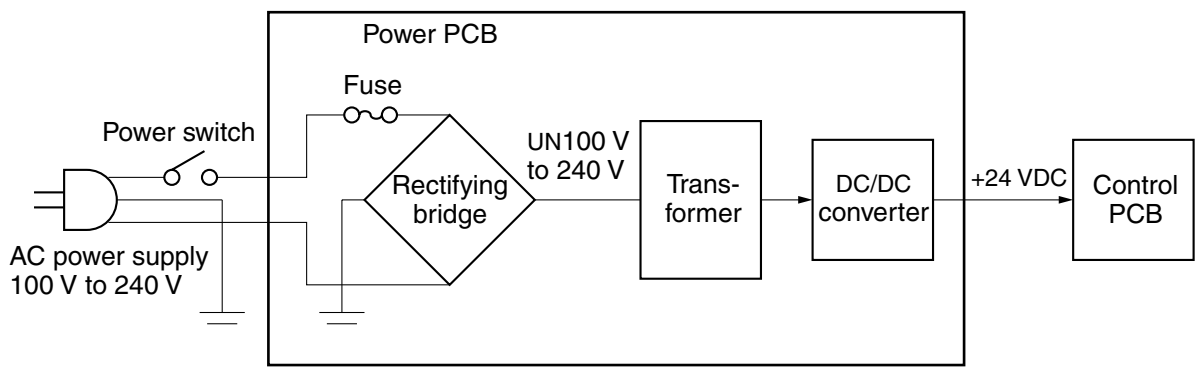 Power PCB
Fuse
Power switch
AC power supply
100 V to 240 V
Rectifying
bridge
UN100 V
to 240 V
Trans-
former
DC/DC
converter
+24 VDC
Control
PCB